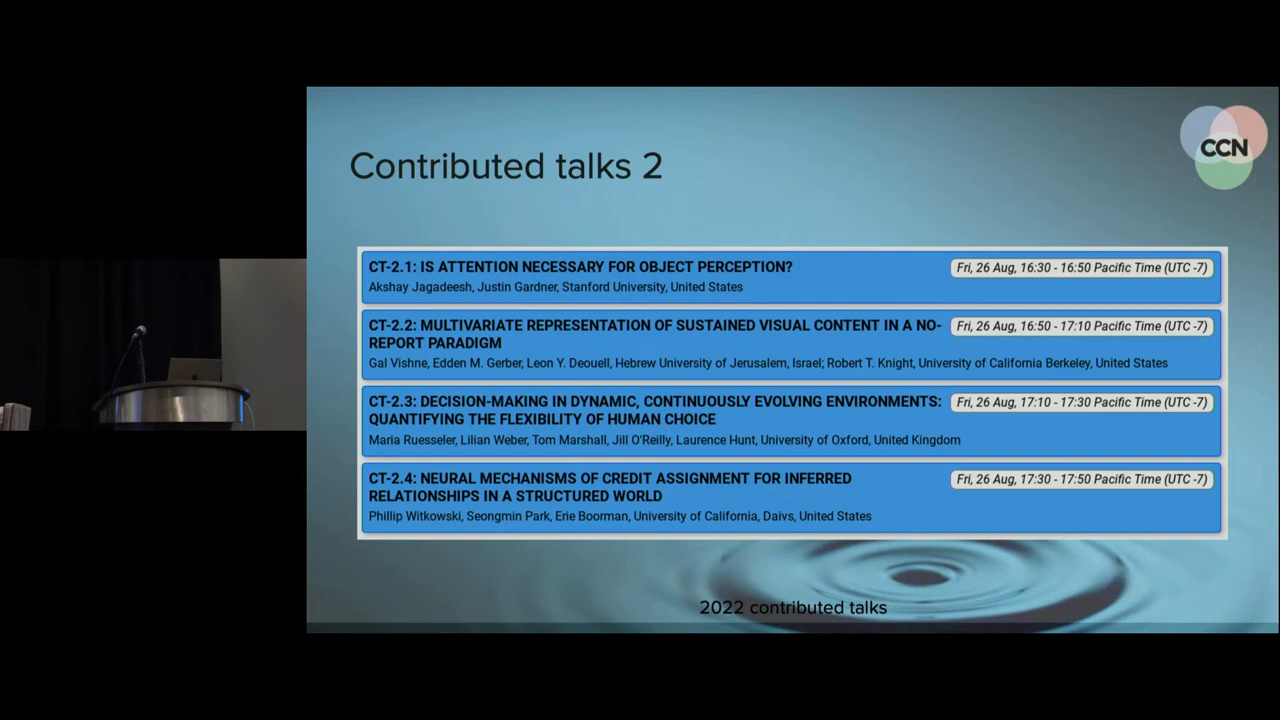 CCN
Contributed talks 2
CT-2.1: IS ATTENTION NECESSARY FOR OBJECT PERCEPTION?
Fri, 26 Aug, 16:30 - 16:50 Pacific Time (UTC -7)
Akshay Jagadeesh, Justin Gardner, Stanford University, United States
CT-2.2: MULTIVARIATE REPRESENTATION OF SUSTAINED VISUAL CONTENT IN A NO-
Fri, 26 Aug, 16:50 - 17:10 Pacific Time (UTC -7)
REPORT PARADIGM
Gal Vishne, Edden M. Gerber, Leon Y. Deouell, Hebrew University of Jerusalem, Israel; Robert T. Knight, University of California Berkeley, United States
CT-2.3: DECISION-MAKING IN DYNAMIC, CONTINUOUSLY EVOLVING ENVIRONMENTS:
Fri, 26 Aug, 17:10 - 17:30 Pacific Time (UTC -7)
QUANTIFYING THE FLEXIBILITY OF HUMAN CHOICE
Maria Ruesseler, Lilian Weber, Tom Marshall, Jill O'Reilly, Laurence Hunt, University of Oxford, United Kingdom
CT-2.4: NEURAL MECHANISMS OF CREDIT ASSIGNMENT FOR INFERRED
Fri, 26 Aug, 17:30 - 17:50 Pacific Time (UTC -7)
RELATIONSHIPS IN A STRUCTURED WORLD
Phillip Witkowski, Seongmin Park, Erie Boorman, University of California, Daivs, United States
2022 contributed talks